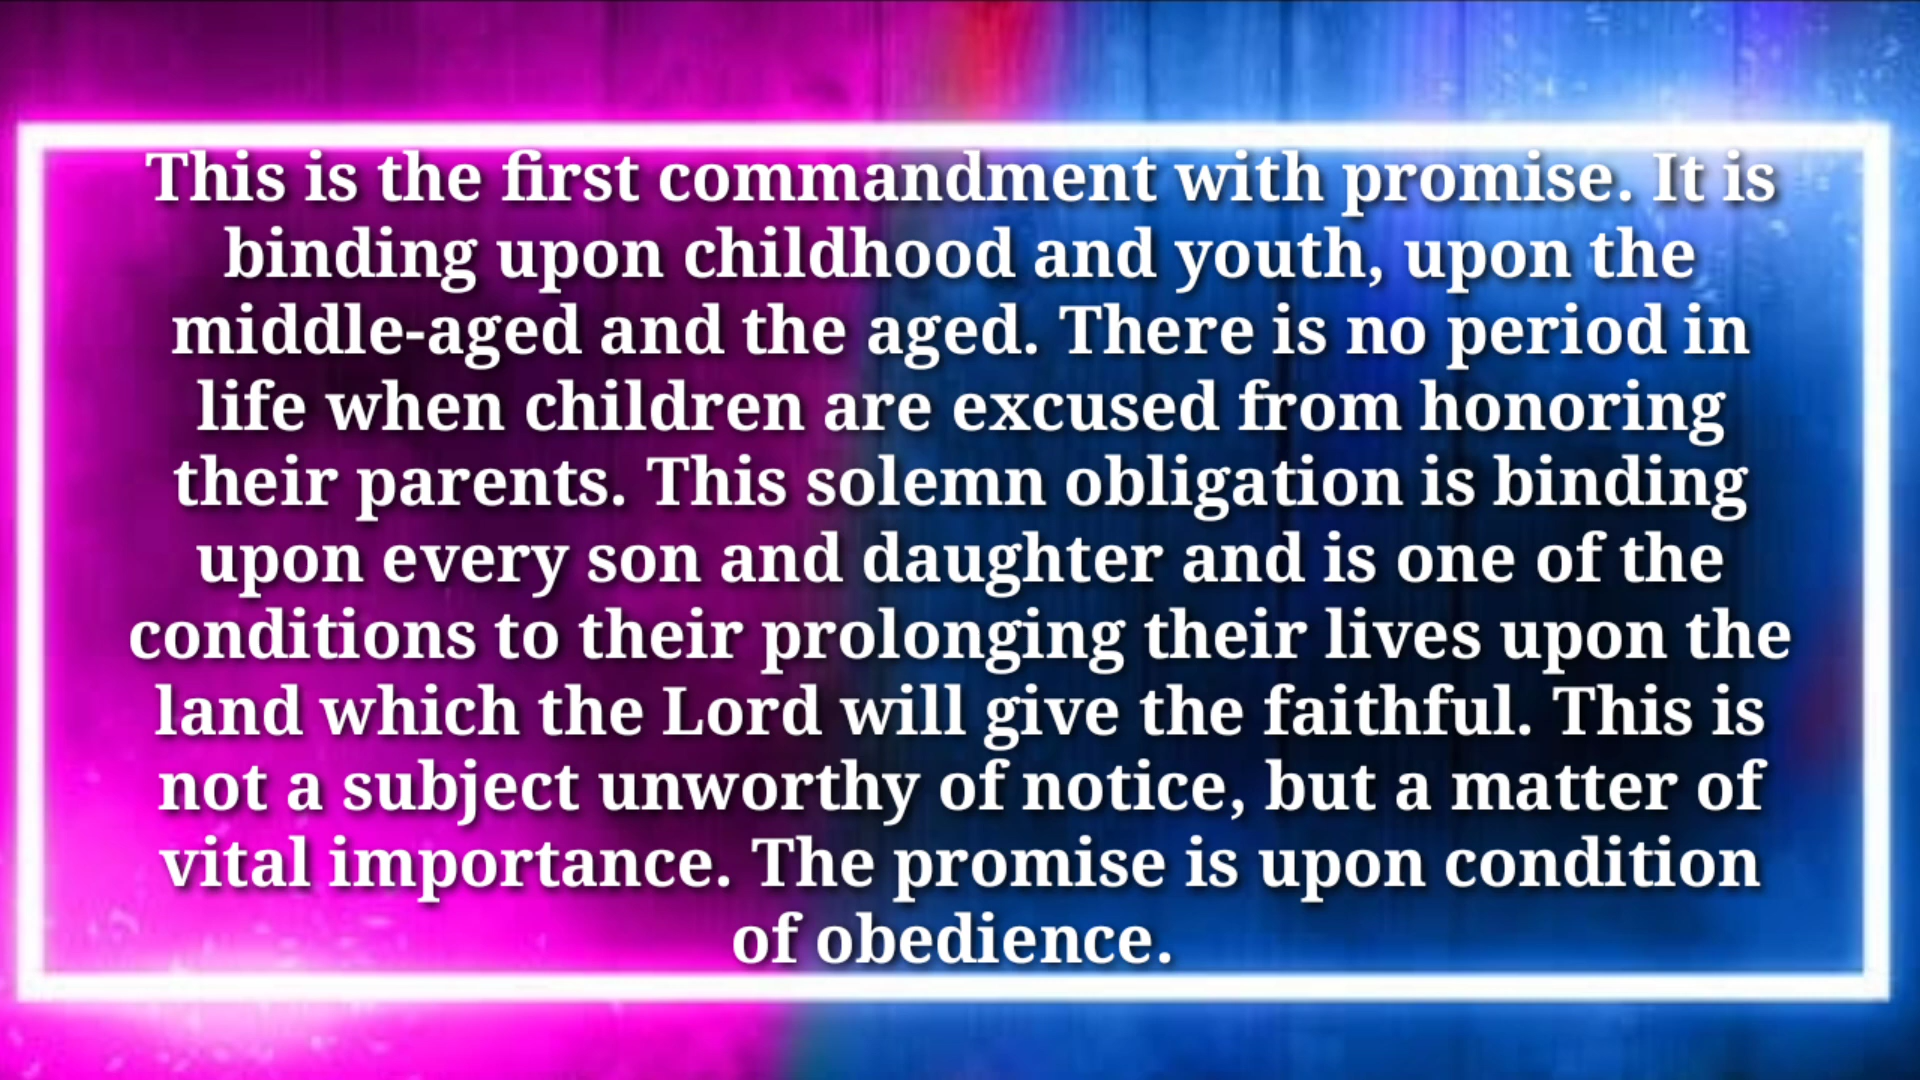 This is the first commandment with promise. It is
binding upon childhood and youth, upon the
middle-aged and the aged. There is no period in
life when children are excused from honoring
their parents. This solemn obligation is binding
upon every son and daughter and is one of the
conditions to their prolonging their lives upon the
land which the Lord will give the faithful. This is
not a subject unworthy of notice, but a matter of
vital importance. The promise is upon condition
of obedience.